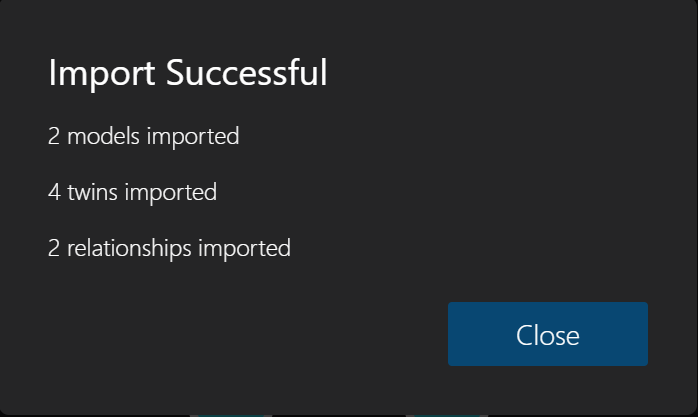 Import Successful
2 models imported
4 twins imported
2 relationships imported
Close